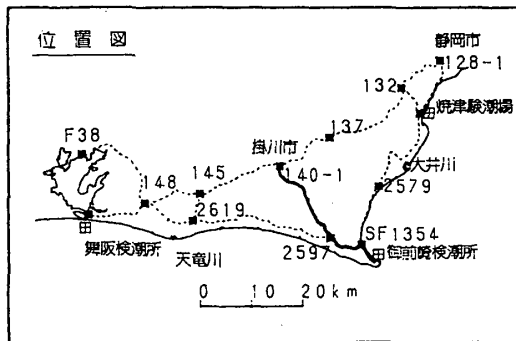 位置図
静岡市
128-1
132
焼津験潮場
137
F38
掛川市
大井川
145
140-1
148
2579
2619
SF1354
舞阪検潮所
2597
御前崎検潮所
天竜川
0 10 20km